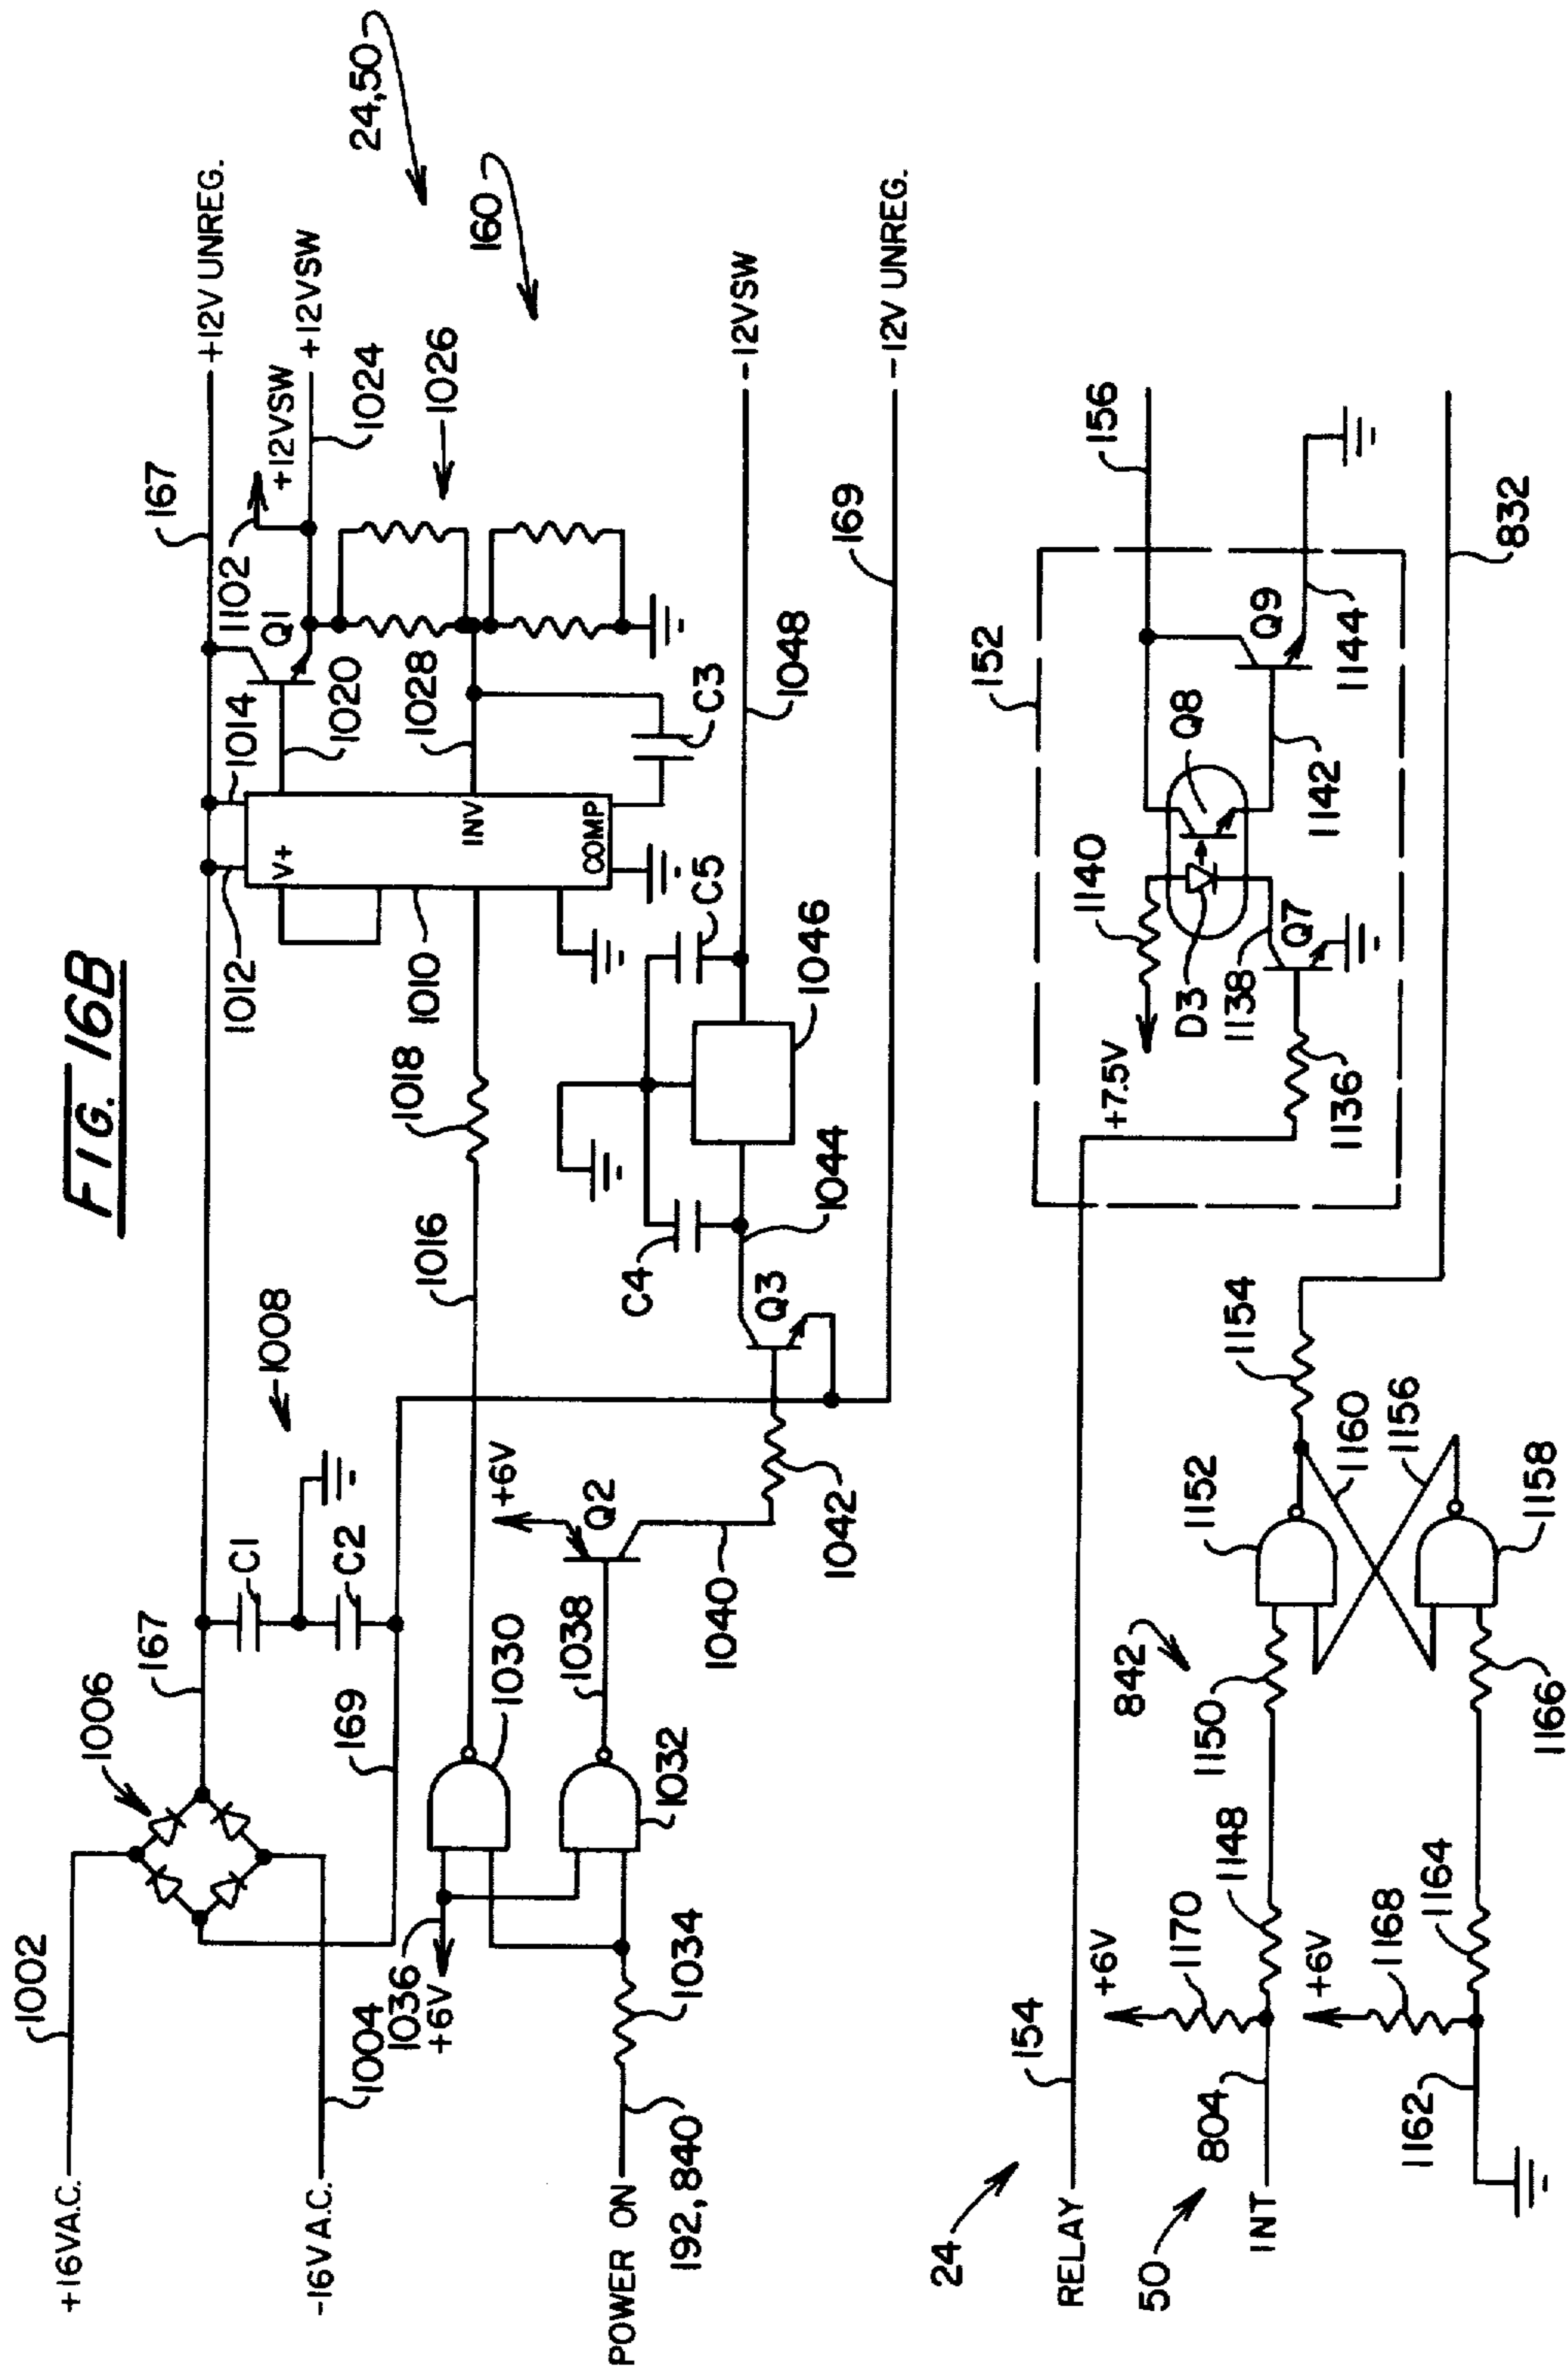 FIG. 16B
+16VA.C.
1002
1006
167
1008
C1
C2
169
-16V A.C.
1004
167
+12V UNREG.
1012
1014
1102
+12VSW
+12VSW
24,50
Q1
1020
1024
V+
1010
INV
COMP
1028
1026
160
C3
1016
1018
1036
+6V
1030
1032
1034
POWER ON
192,840
1038
+6V
Q2
1040
1042
Q3
C4
C5
1044
1046
1048
-12VSW
169
-12V UNREG.
24
RELAY
154
152
+7.5V
1140
D3
Q8
156
1138
Q7
1136
1142
Q9
1144
50
INT
804
+6V
1170
1148
1150
842
1152
1154
832
1160
1156
1158
+6V
1168
1162
1164
1166